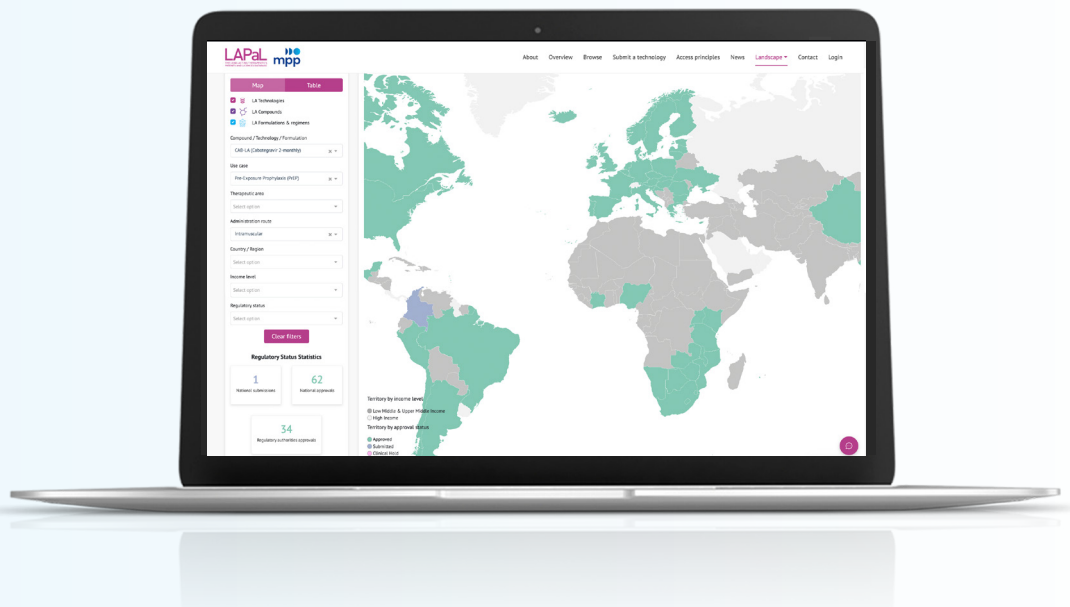 LAPaL
mpp
About Overview Browse Submit a technology Access principles News Landscape Contact Login
Map Table
LA Technologies
LA Compounds
LA Formulations & regimens
Compound / Technology / Formulation
CAB-LA (Cabotegravir 2-monthly)
Use case
Pre-Exposure Prophylaxis (PrEP)
Therapeutic area
Select option
Administration route
Intramuscular
Country / Region
Select option
Income level
Select option
Regulatory status
Select option
Clear filters
Regulatory Status Statistics
1
National submissions
62
National approvals
34
Regulatory authorities approvals
Territory by income level
Low Middle & Upper Middle Income
High Income
Territory by approval status
Approved
Submitted
Clinical Hold